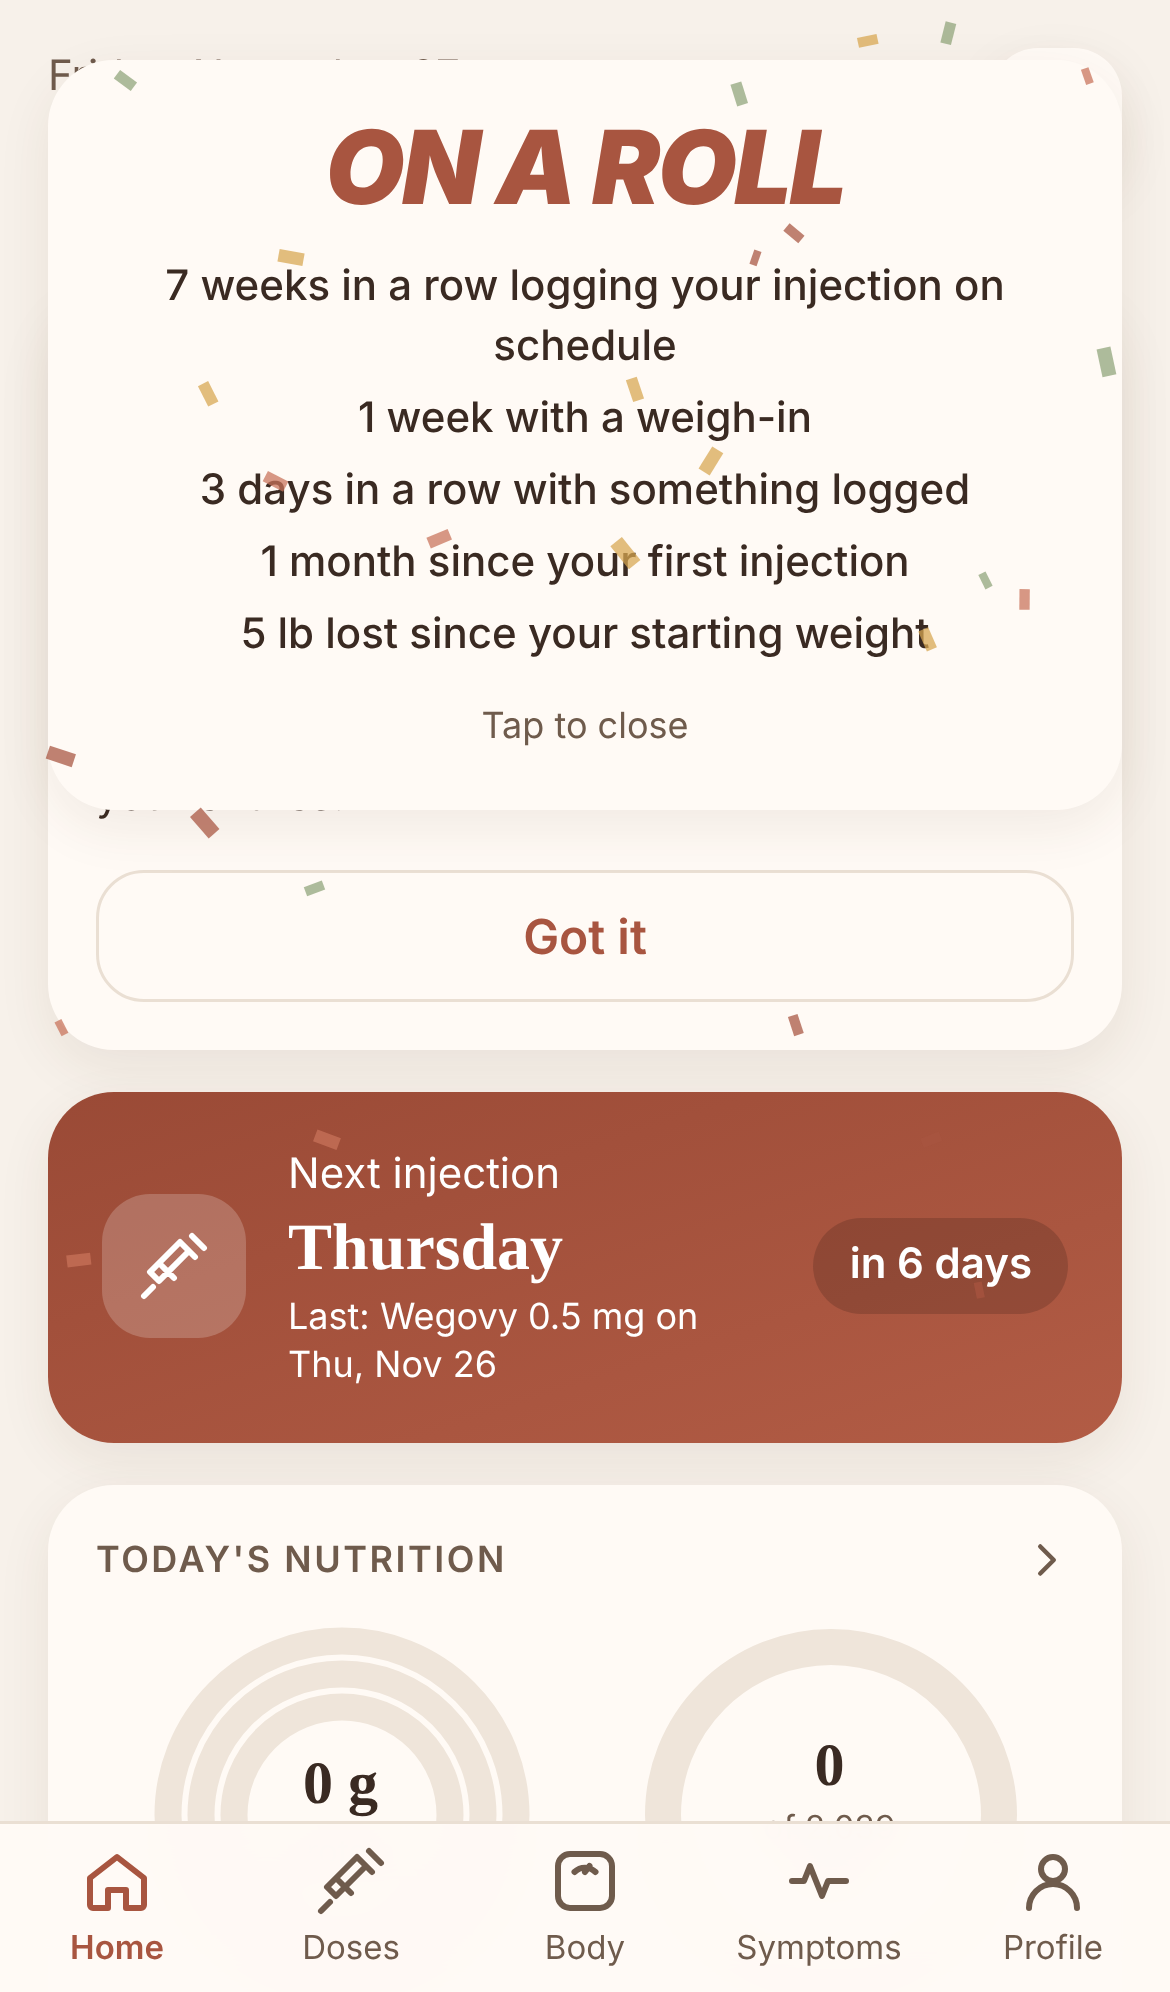 ON A ROLL
7 weeks in a row logging your injection on
schedule
1 week with a weigh-in
3 days in a row with something logged
1 month since your first injection
5 lb lost since your starting weight
Tap to close
Got it
Next injection
Thursday
in 6 days
Last: Wegovy 0.5 mg on
Thu, Nov 26
TODAY'S NUTRITION
0 g
0
Home
Doses
Body
Symptoms
Profile